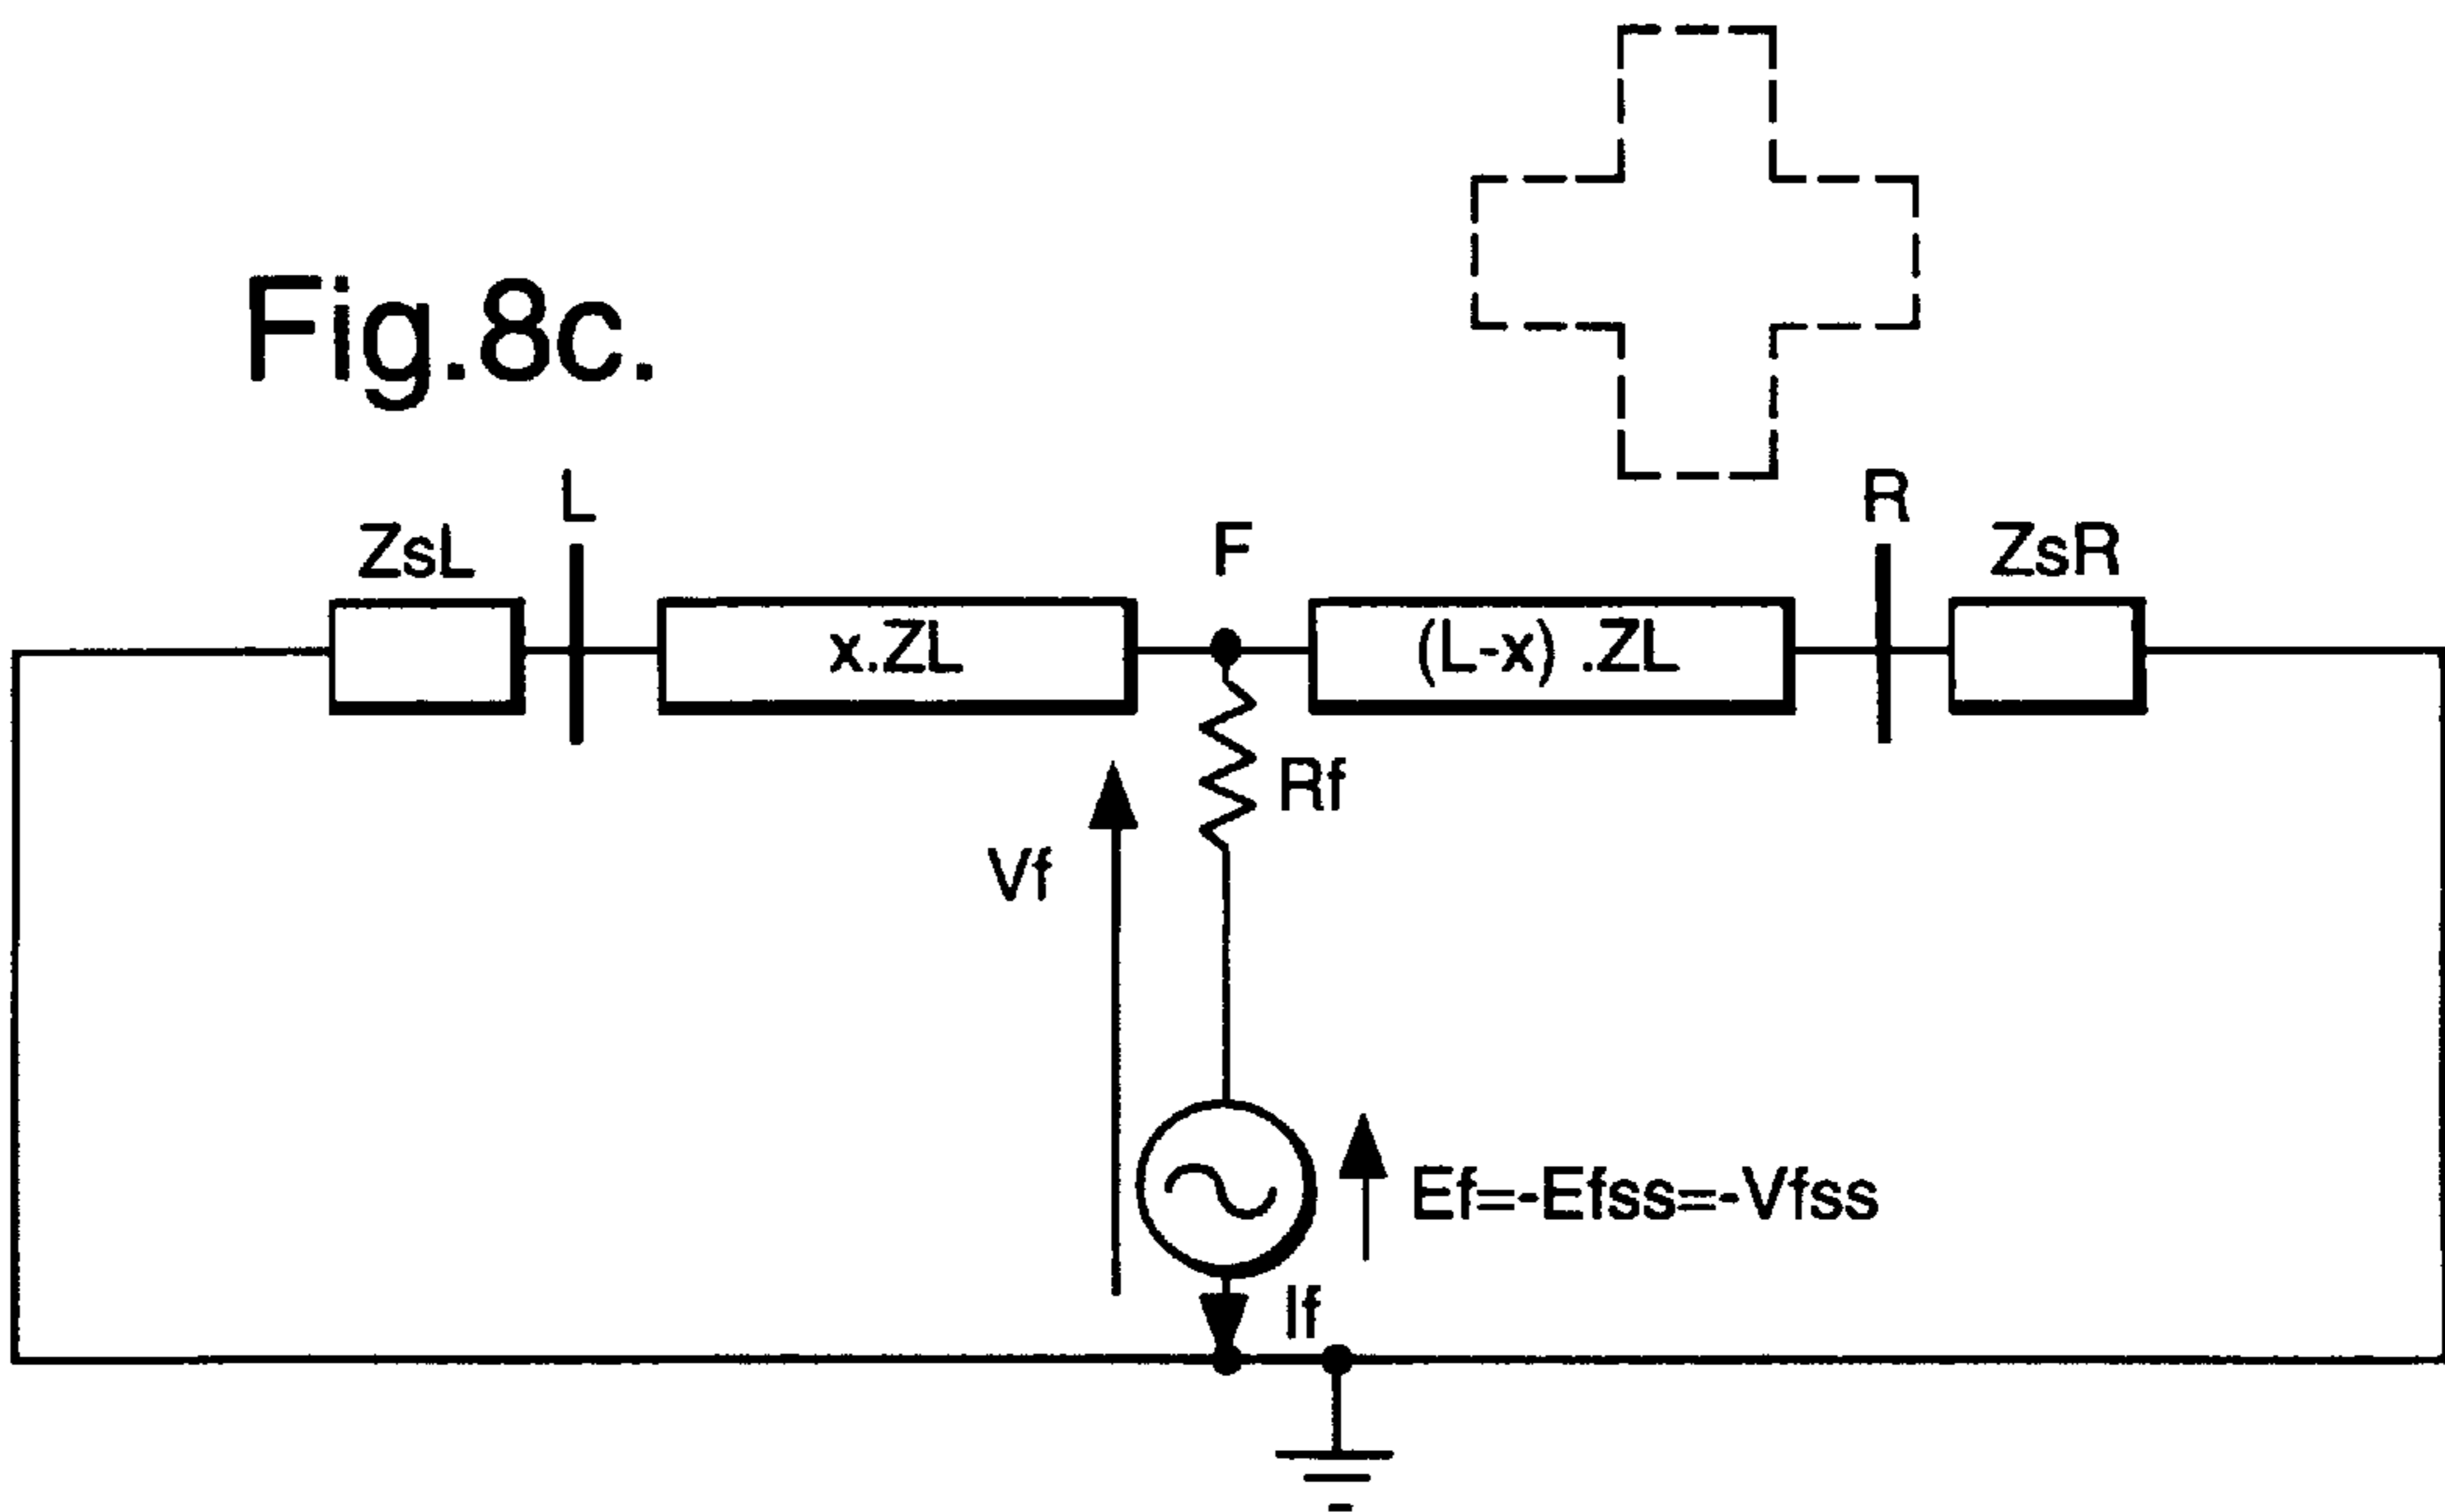 Fig.8c.
L
R
ZsL
F
ZsR
x.ZL
(L-x) .ZL
Rf
Vf
Ef=-Efss=-Vfss
If